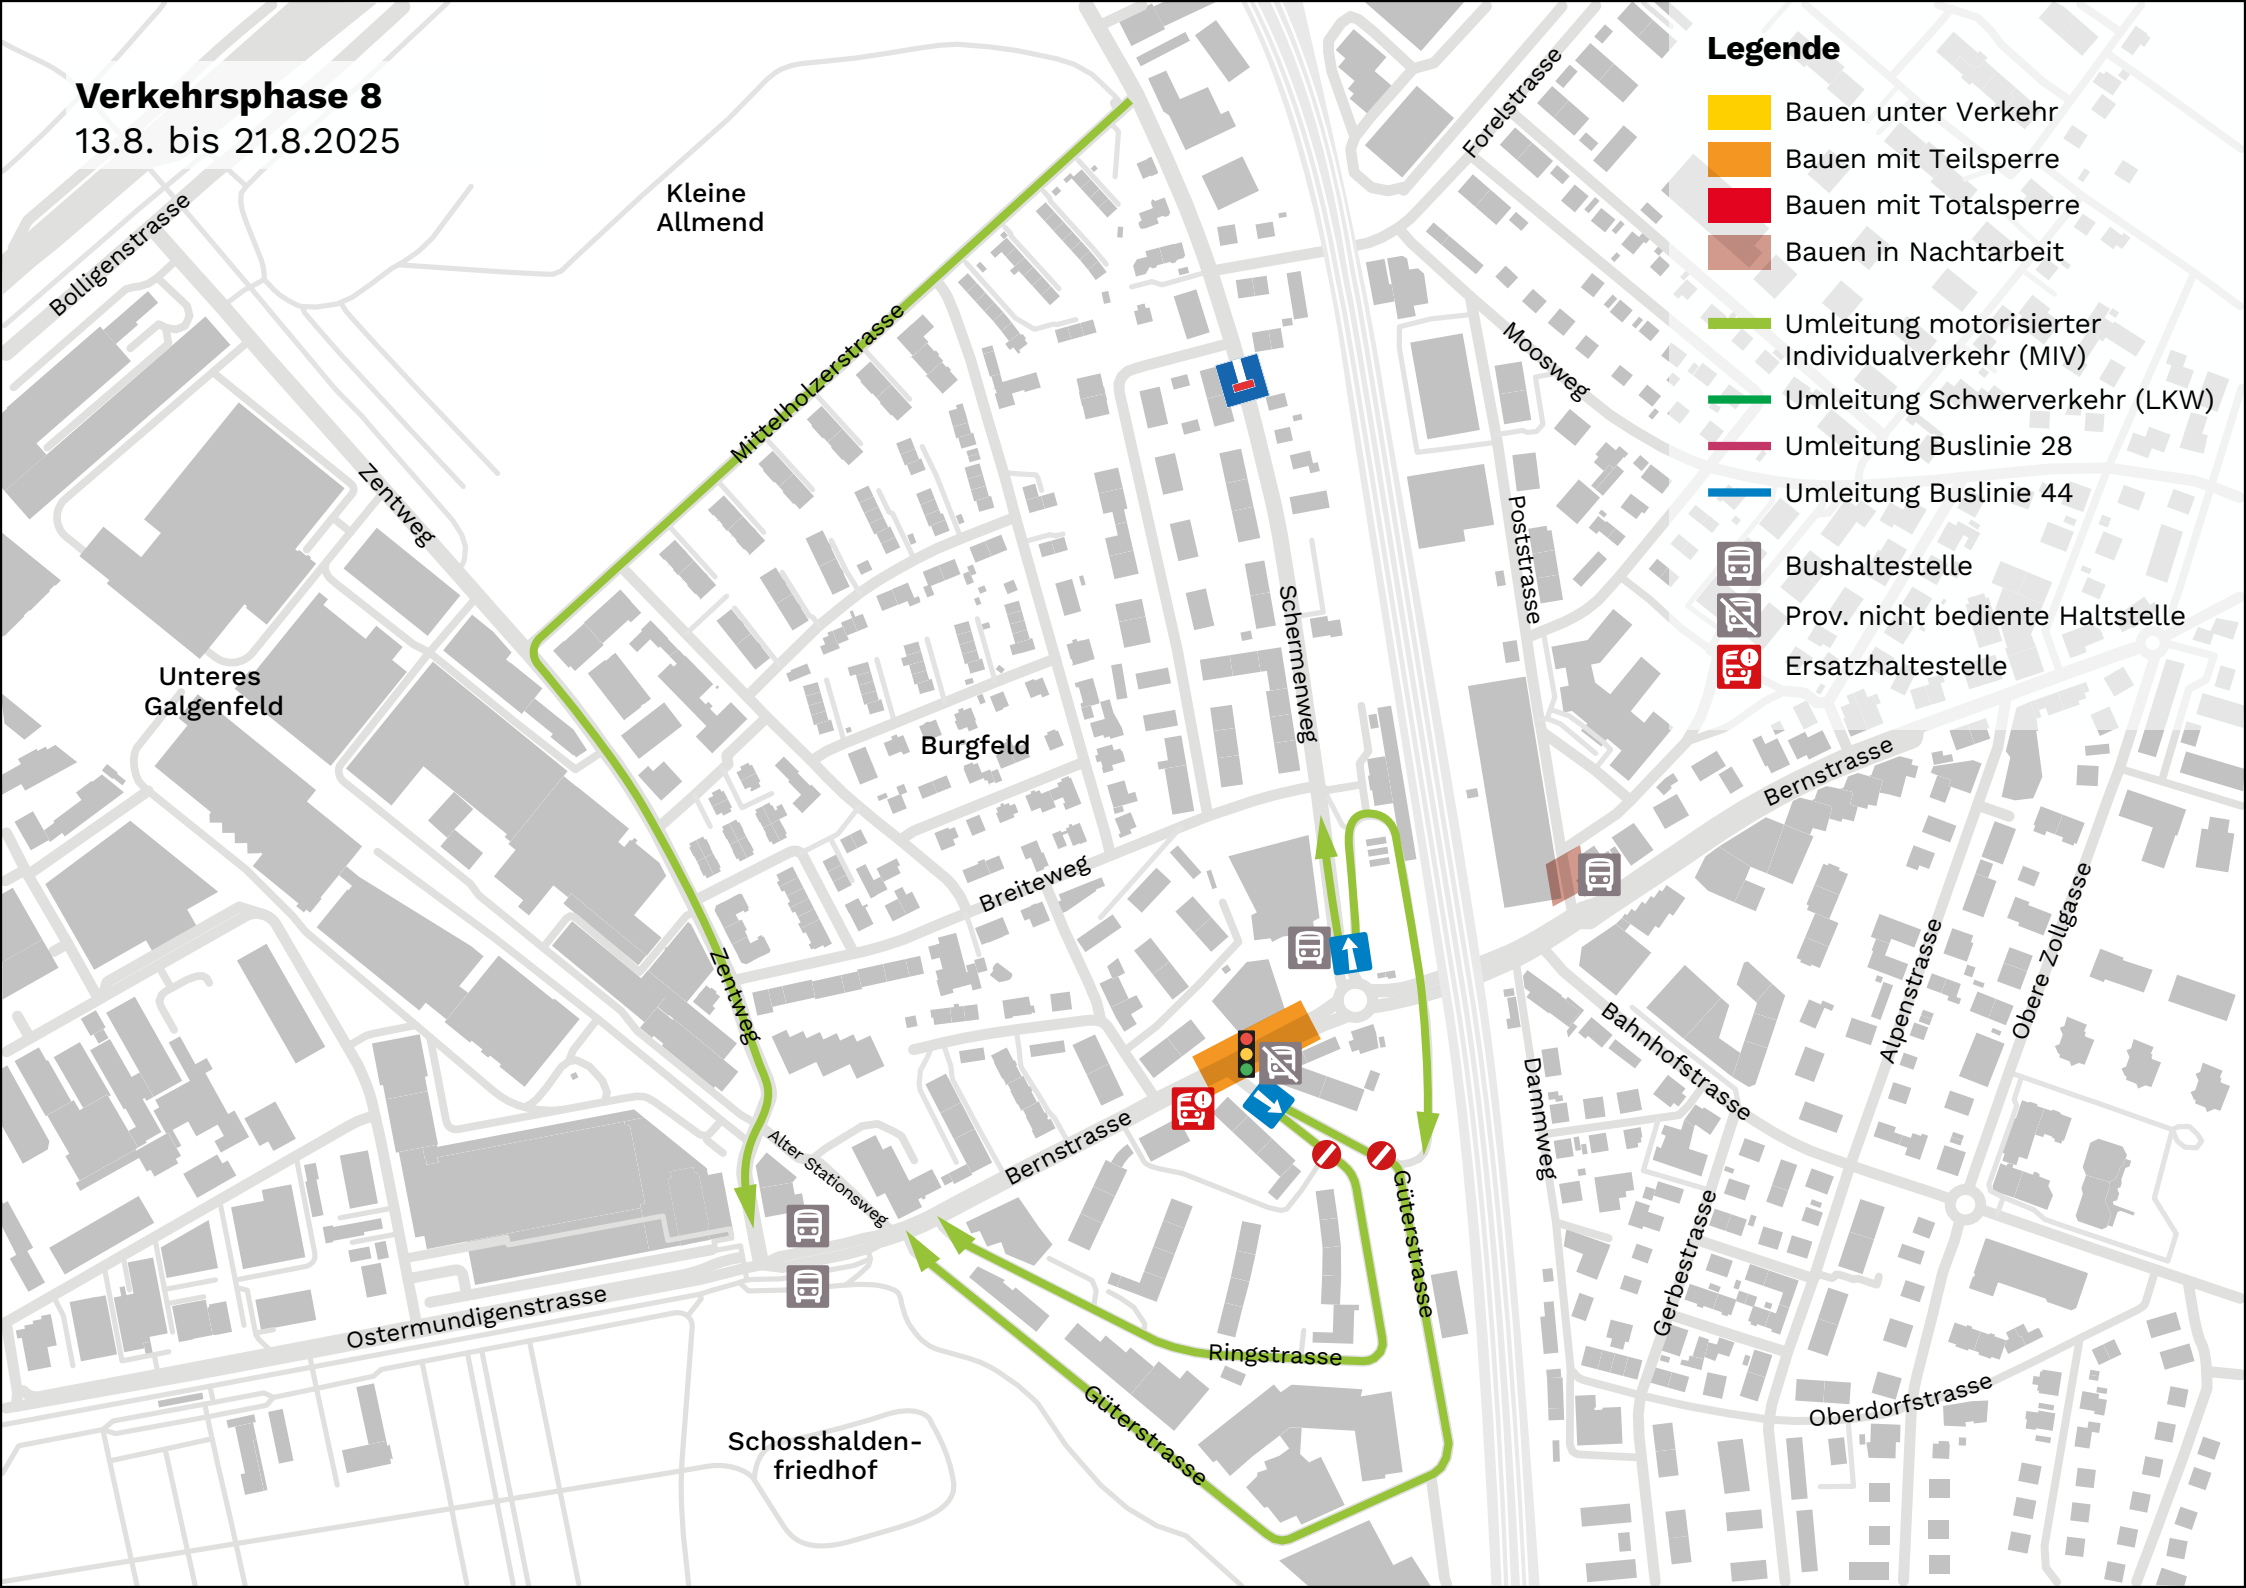 Verkehrsphase 8
13.8. bis 21.8.2025
Legende
Bauen unter Verkehr
Bauen mit Teilsperre
Bauen mit Totalsperre
Bauen in Nachtarbeit
Umleitung motorisierter
Individualverkehr (MIV)
Umleitung Schwerverkehr (LKW)
Umleitung Buslinie 28
Umleitung Buslinie 44
Bushaltestelle
Prov. nicht bediente Haltstelle
Ersatzhaltestelle
Kleine
Allmend
Forelstrasse
Bolligenstrasse
Mittelholzerstrasse
Moosweg
Zentweg
Poststrasse
Schermenweg
Unteres
Galgenfeld
Burgfeld
Bernstrasse
Breiteweg
Zentweg
Alpenstrasse
Obere Zollgasse
Bahnhofstrasse
Dammweg
Alter Stationsweg
Bernstrasse
Güterstrasse
Gerbestrasse
Ostermundigenstrasse
Ringstrasse
Güterstrasse
Oberdorfstrasse
Schosshalden-
friedhof